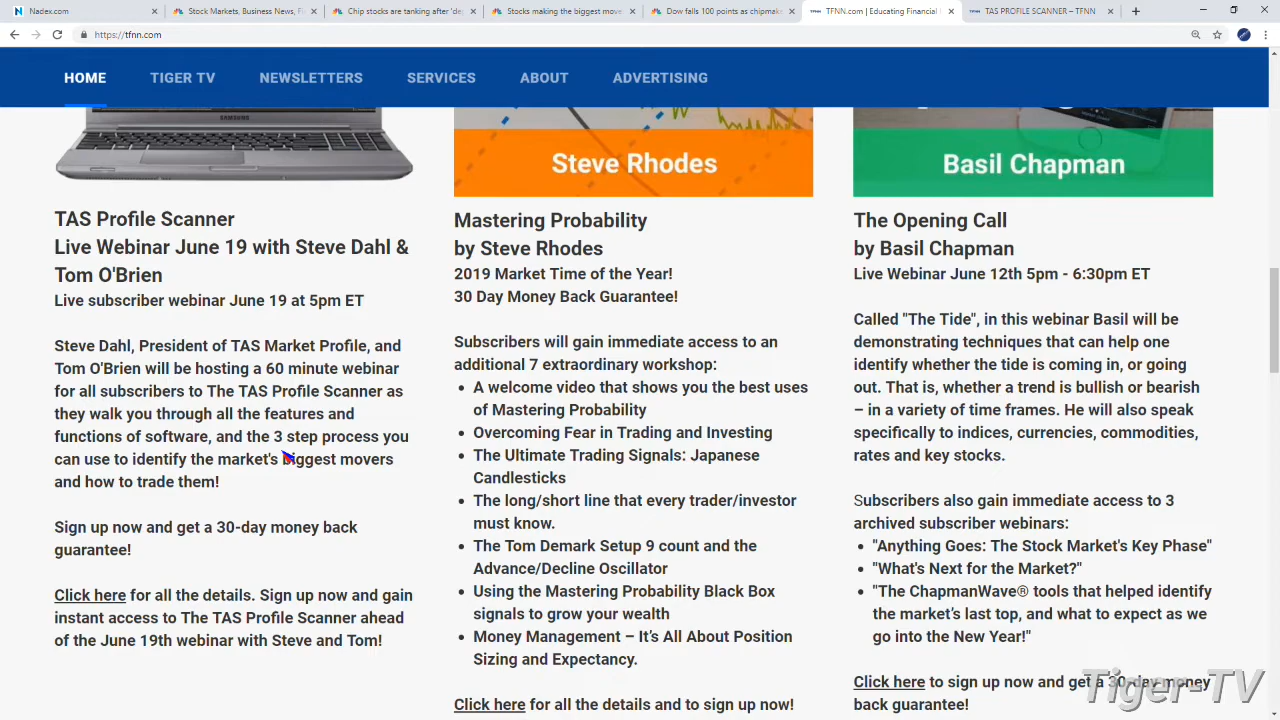 Nadex.com
Stock Markets, Business News, Fi
Chip stocks are tanking after 'de
Stocks making the biggest move
Dow falls 100 points as chipmak
TFNN.com | Educating Financial
TAS PROFILE SCANNER – TFNN
https://tfnn.com
HOME
TIGER TV
NEWSLETTERS
SERVICES
ABOUT
ADVERTISING
SAMSUNG
TAS Profile Scanner
Live Webinar June 19 with Steve Dahl &
Tom O'Brien
Live subscriber webinar June 19 at 5pm ET
Steve Dahl, President of TAS Market Profile, and
Tom O'Brien will be hosting a 60 minute webinar
for all subscribers to The TAS Profile Scanner as
they walk you through all the features and
functions of software, and the 3 step process you
can use to identify the market's biggest movers
and how to trade them!
Sign up now and get a 30-day money back
guarantee!
Click here for all the details. Sign up now and gain
instant access to The TAS Profile Scanner ahead
of the June 19th webinar with Steve and Tom!
Steve Rhodes
Mastering Probability
by Steve Rhodes
2019 Market Time of the Year!
30 Day Money Back Guarantee!
Subscribers will gain immediate access to an
additional 7 extraordinary workshop:
• A welcome video that shows you the best uses
of Mastering Probability
• Overcoming Fear in Trading and Investing
• The Ultimate Trading Signals: Japanese
Candlesticks
• The long/short line that every trader/investor
must know.
• The Tom Demark Setup 9 count and the
Advance/Decline Oscillator
• Using the Mastering Probability Black Box
signals to grow your wealth
• Money Management – It's All About Position
Sizing and Expectancy.
Click here for all the details and to sign up now!
Basil Chapman
The Opening Call
by Basil Chapman
Live Webinar June 12th 5pm - 6:30pm ET
Called "The Tide", in this webinar Basil will be
demonstrating techniques that can help one
identify whether the tide is coming in, or going
out. That is, whether a trend is bullish or bearish
– in a variety of time frames. He will also speak
specifically to indices, currencies, commodities,
rates and key stocks.
Subscribers also gain immediate access to 3
archived subscriber webinars:
• "Anything Goes: The Stock Market's Key Phase"
• "What's Next for the Market?"
• "The ChapmanWave® tools that helped identify
the market's last top, and what to expect as we
go into the New Year!"
Click here to sign up now and get a 30-day money
back guarantee!
Tiger-TV